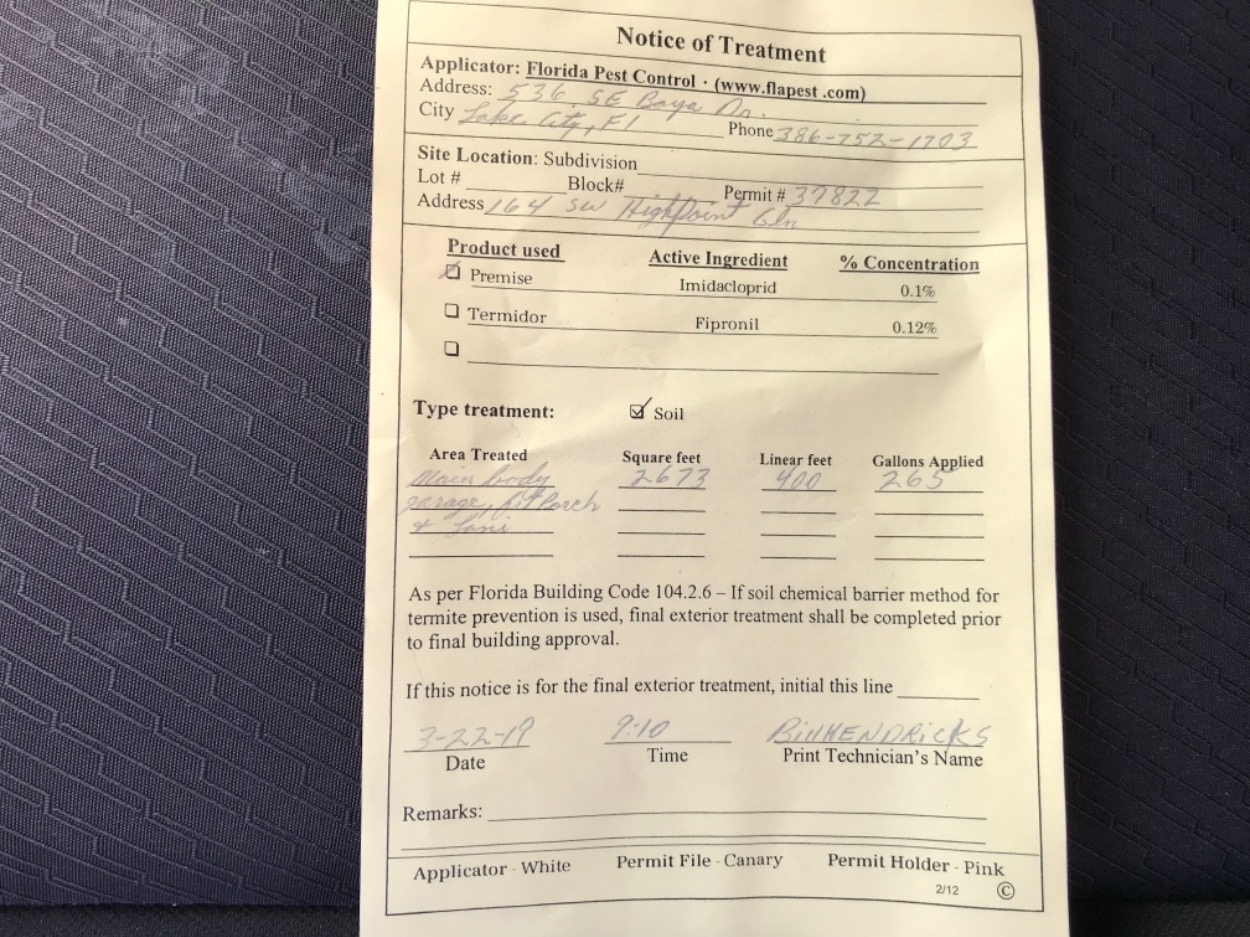 Notice of Treatment
Applicator: Florida Pest Control · (www.flapest.com)
Address: 536 SE Baya Dr.
City Lake City, Fl Phone 386-752-1703
Site Location: Subdivision
Lot # Block# Permit # 37822
Address 164 SW HighPoint Gln
Product used Active Ingredient % Concentration
Premise Imidacloprid 0.1%
Termidor Fipronil 0.12%
Type treatment: Soil
Area Treated Square feet Linear feet Gallons Applied
Main body 2673 400 265
garage, frt Porch
& Lani
As per Florida Building Code 104.2.6 – If soil chemical barrier method for
termite prevention is used, final exterior treatment shall be completed prior
to final building approval.
If this notice is for the final exterior treatment, initial this line
3-22-19 9:10 Bill HENDRICKS
Date Time Print Technician's Name
Remarks:
Applicator - White Permit File - Canary Permit Holder - Pink
2/12 ©